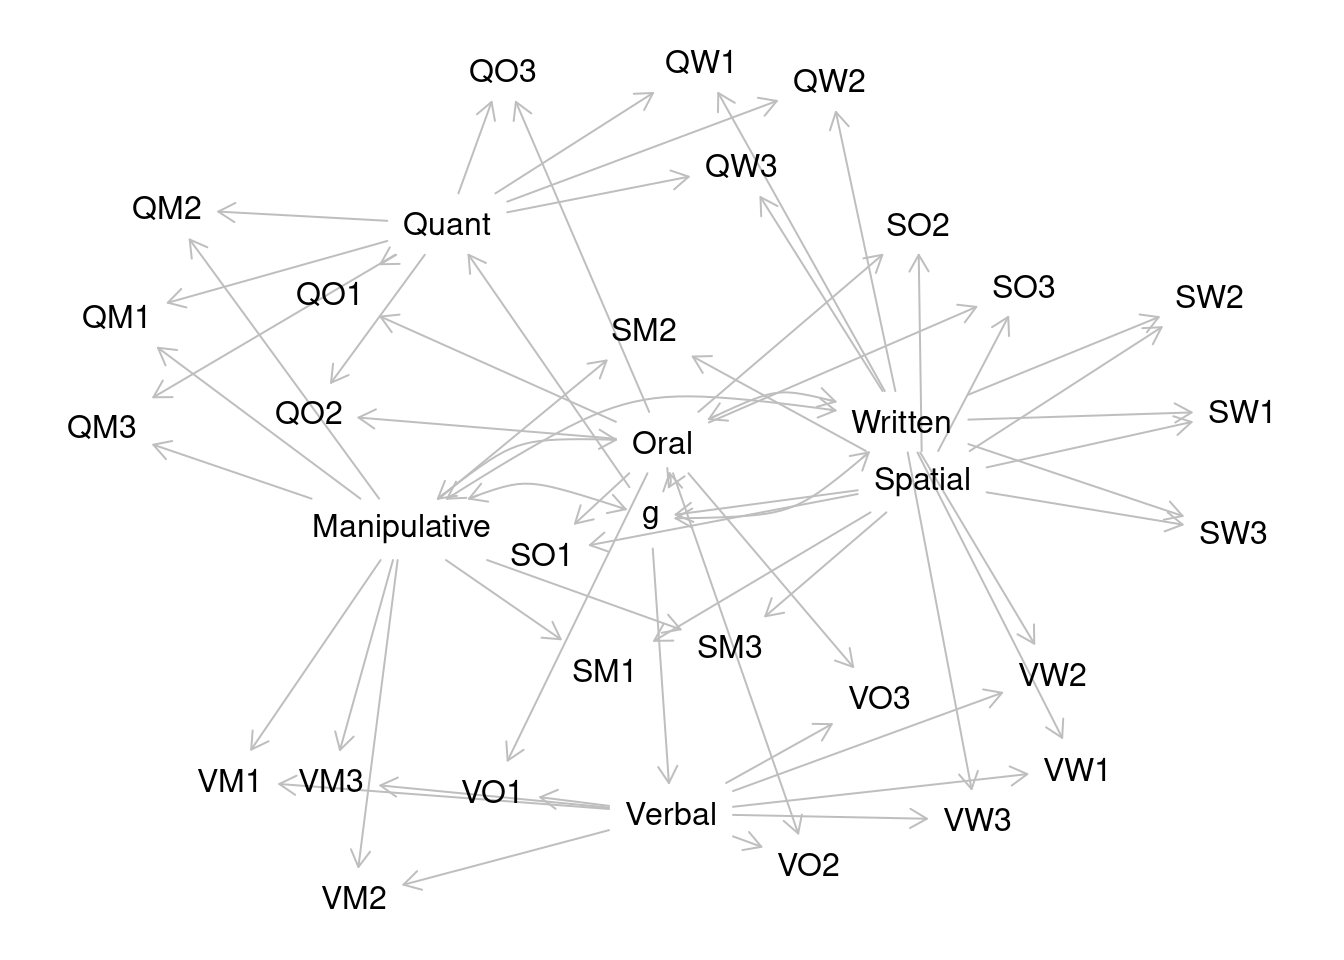 QW1
QO3
QW2
QW3
QM2
Quant
SO2
SO3
QO1
SW2
QM1
SM2
QO2
SW1
Written
QM3
Oral
Spatial
g
Manipulative
SW3
SO1
SM3
SM1
VW2
VO3
VW1
VM1
VM3
VO1
Verbal
VW3
VO2
VM2